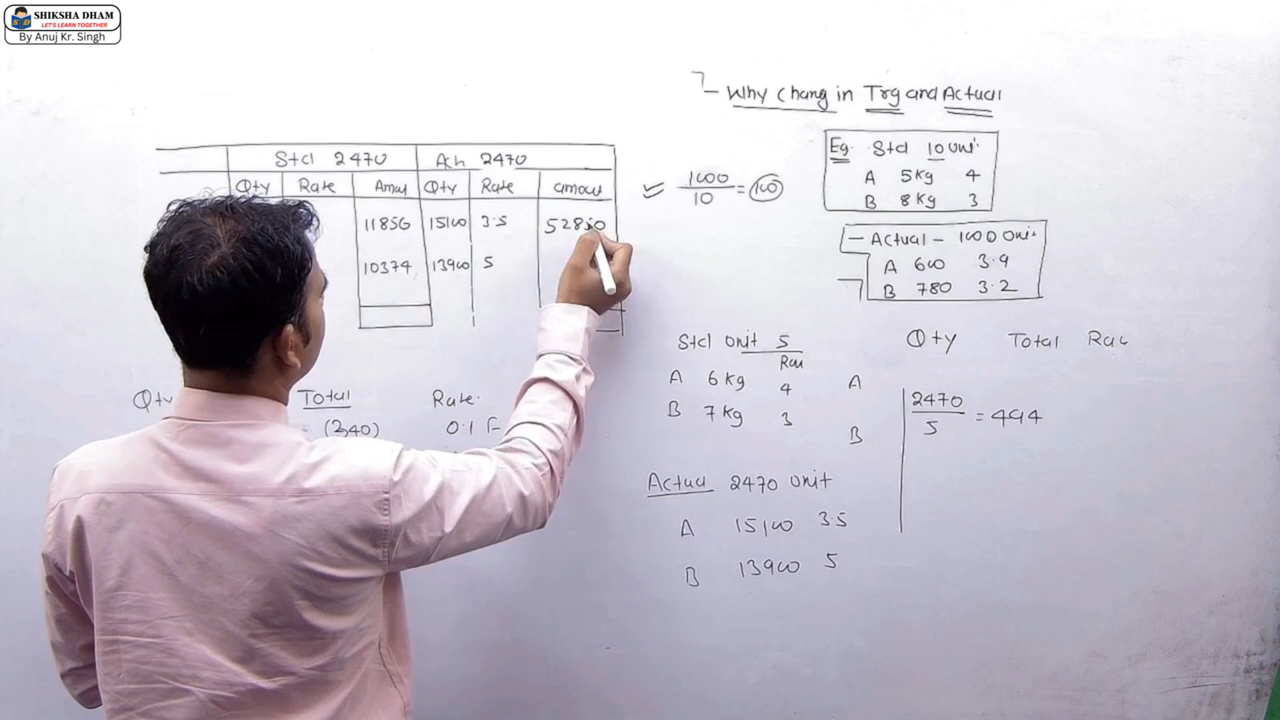 SHIKSHA DHAM
LET'S LEARN TOGETHER
By Anuj Kr. Singh
Why Chang in Trg and Actual
Std 2470 Ach 2470
Qty Rate Amou Qty Rate amout
11856 15100 3.5 52850
10374 13900 5
1000/10 = 100
Eg. Std 10 Uni.
A 5kg 4
B 8kg 3
- Actual - 1000 Uni.
A 600 3.9
B 780 3.2
Std Unit 5
Rau
A 6kg 4
B 7kg 3
Qty Total Rau
A
B
2470/5 = 494
Actual 2470 Unit
A 15100 3.5
B 13900 5
Qty Total Rate.
= (340) 0.1 F